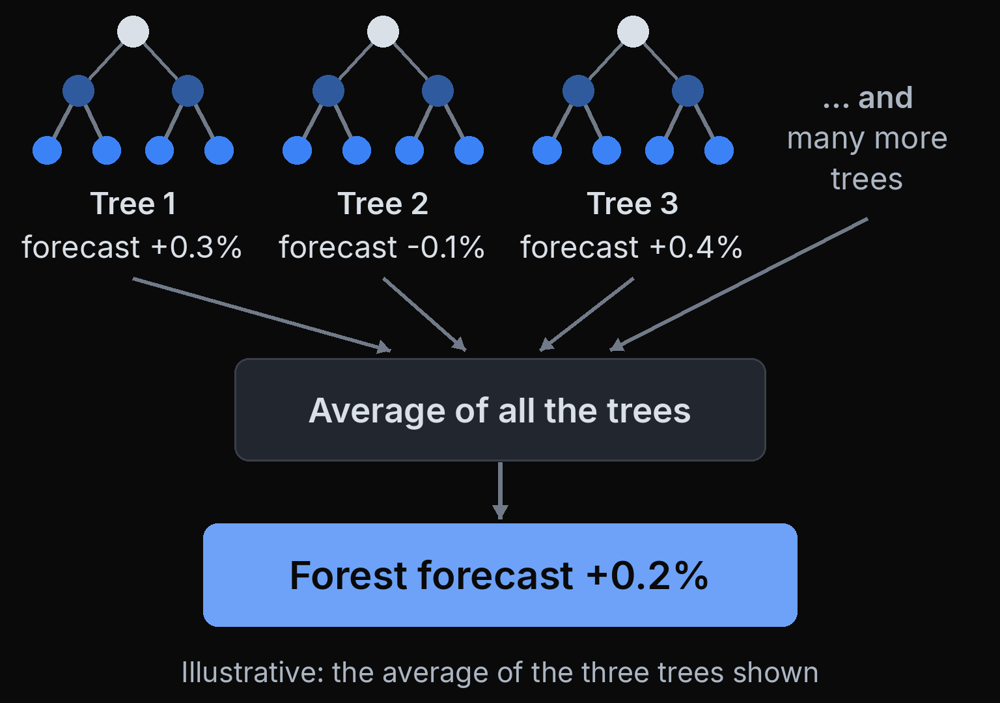 ... and
many more
trees
Tree 1
Tree 2
Tree 3
forecast +0.3%
forecast -0.1%
forecast +0.4%
Average of all the trees
Forest forecast +0.2%
Illustrative: the average of the three trees shown